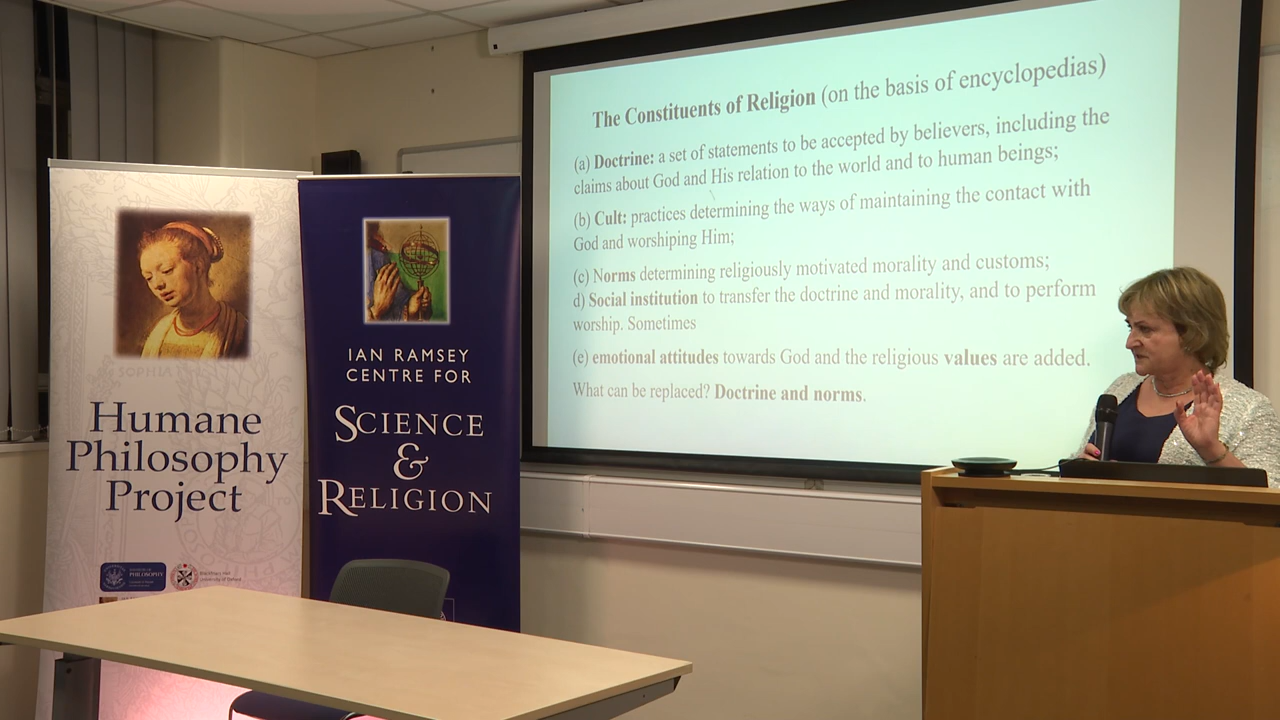 The Constituents of Religion (on the basis of encyclopedias)
(a) Doctrine: a set of statements to be accepted by believers, including the
claims about God and His relation to the world and to human beings;
(b) Cult: practices determining the ways of maintaining the contact with
God and worshiping Him;
(c) Norms determining religiously motivated morality and customs;
d) Social institution to transfer the doctrine and morality, and to perform
worship. Sometimes
(e) emotional attitudes towards God and the religious values are added.
What can be replaced? Doctrine and norms.
SOPHIA
Humane
Philosophy
Project
PHILOSOPHY
IAN RAMSEY
CENTRE FOR
SCIENCE
&
RELIGION